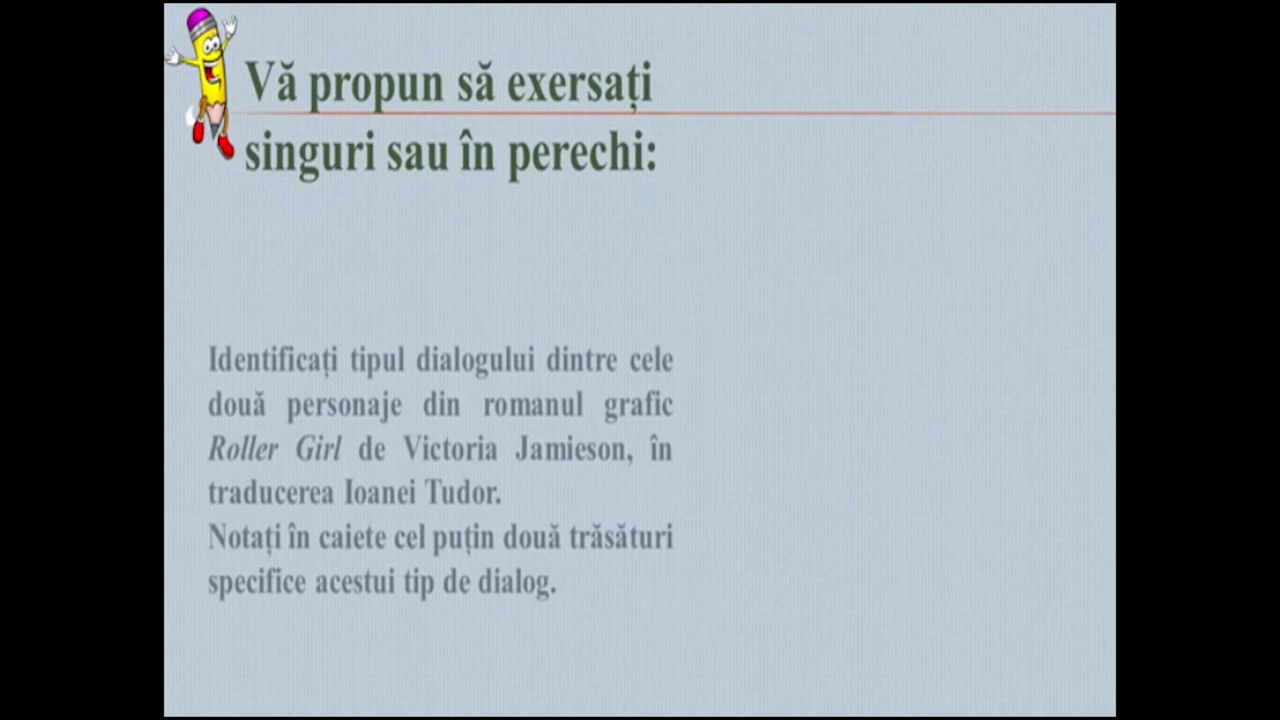 Vă propun să exersați
singuri sau în perechi:
Identificați tipul dialogului dintre cele
două personaje din romanul grafic
Roller Girl de Victoria Jamieson, în
traducerea Ioanei Tudor.
Notați în caiete cel puțin două trăsături
specifice acestui tip de dialog.